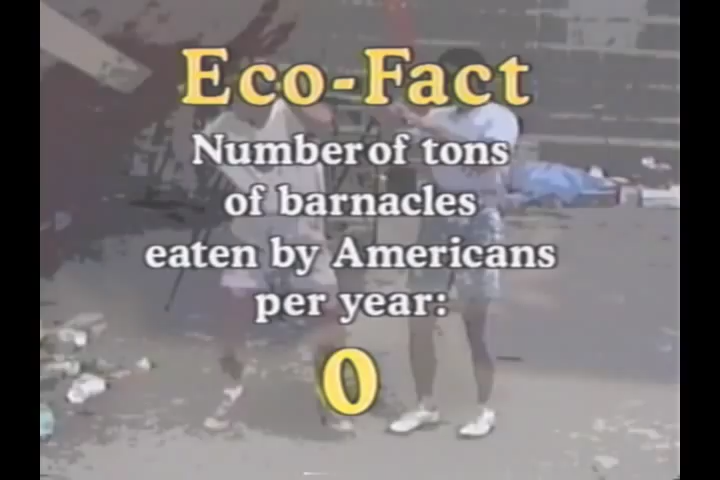 Eco-Fact
Number of tons
of barnacles
eaten by Americans
per year:
0